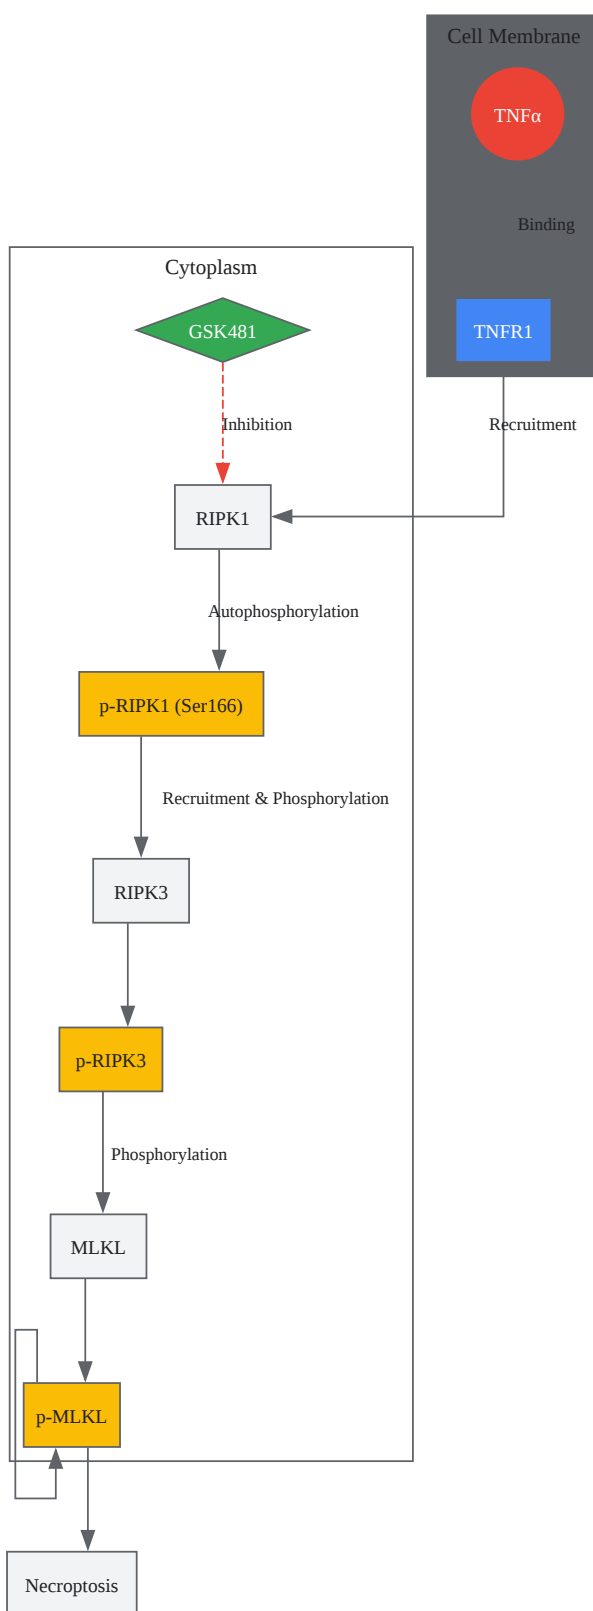 Cell Membrane
TNFα
Binding
TNFR1
Recruitment
Cytoplasm
GSK481
Inhibition
RIPK1
Autophosphorylation
p-RIPK1 (Ser166)
Recruitment & Phosphorylation
RIPK3
p-RIPK3
Phosphorylation
MLKL
p-MLKL
Necroptosis